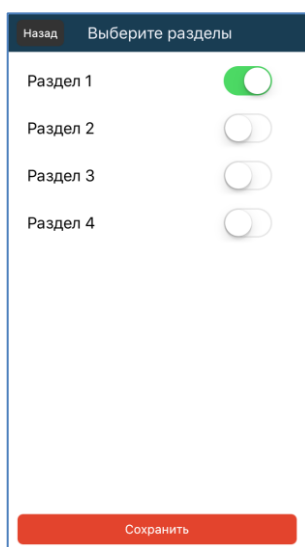 Назад Выберите разделы
Раздел 1
Раздел 2
Раздел 3
Раздел 4
Сохранить